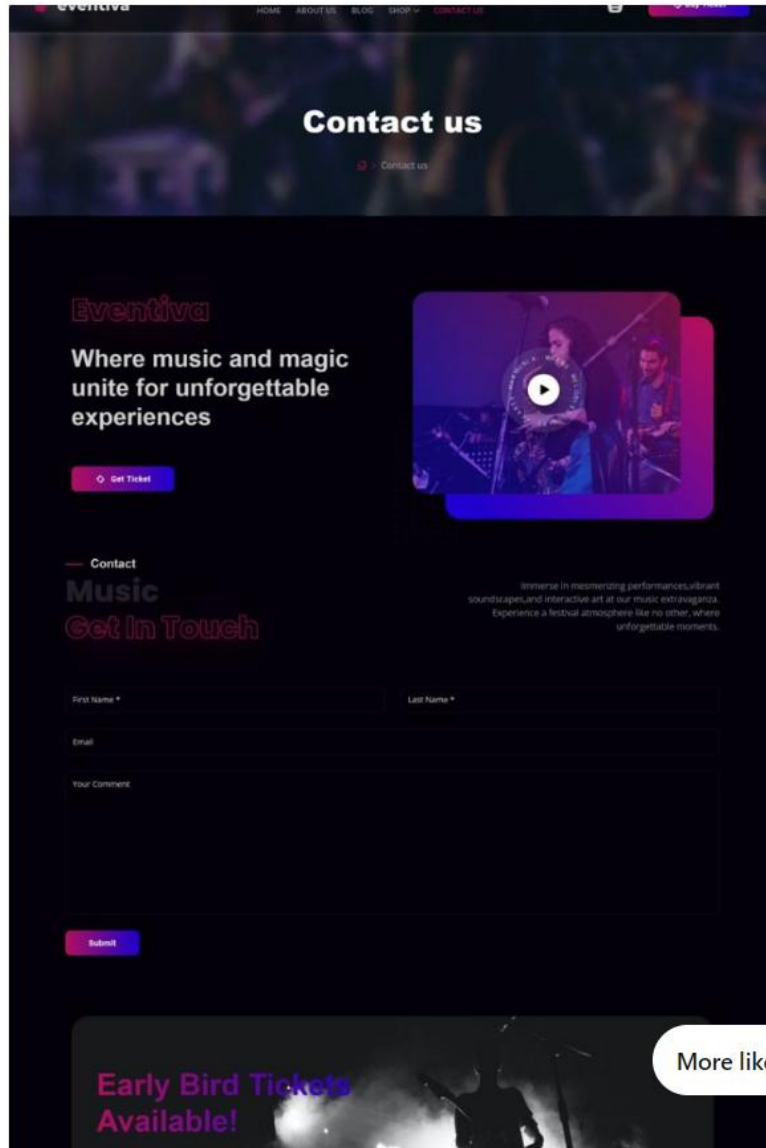 eventiva
HOME ABOUT US BLOG SHOP CONTACT US
Buy Ticket
Contact us
> Contact us
Eventiva
Where music and magic
unite for unforgettable
experiences
Get Ticket
Contact
Music
Get In Touch
Immerse in mesmerizing performances,vibrant
soundscapes,and interactive art at our music extravaganza.
Experience a festival atmosphere like no other, where
unforgettable moments.
First Name * Last Name *
Email
Your Comment
Submit
More like
Early Bird Tickets
Available!